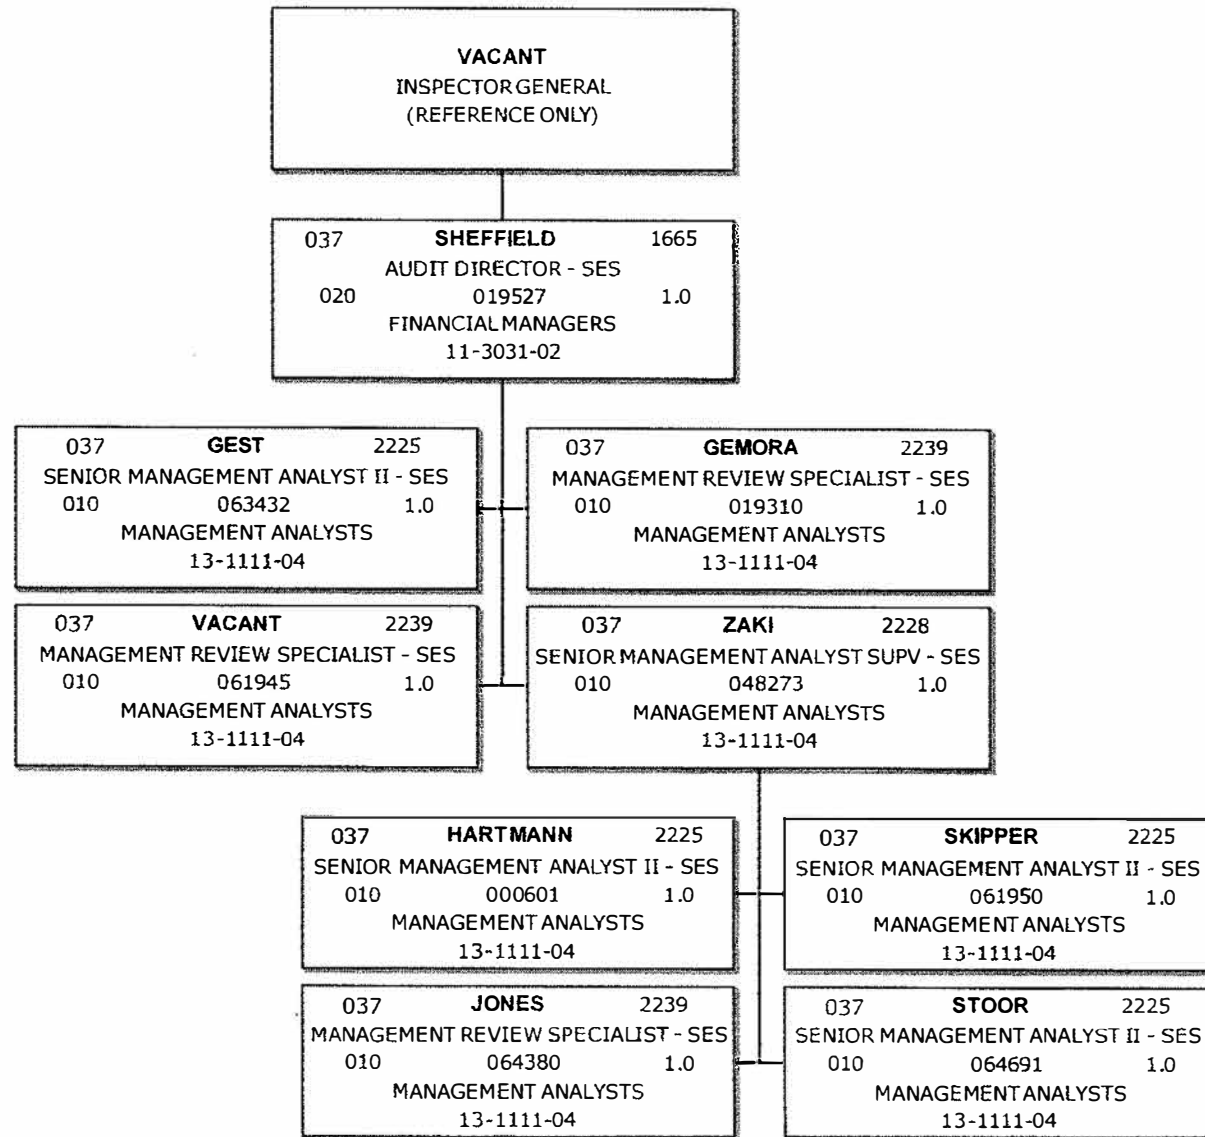 VACANT
INSPECTOR GENERAL
(REFERENCE ONLY)
037 SHEFFIELD 1665
AUDIT DIRECTOR - SES
020 019527 1.0
FINANCIAL MANAGERS
11-3031-02
037 GEST 2225
SENIOR MANAGEMENT ANALYST II - SES
010 063432 1.0
MANAGEMENT ANALYSTS
13-1111-04
037 GEMORA 2239
MANAGEMENT REVIEW SPECIALIST - SES
010 019310 1.0
MANAGEMENT ANALYSTS
13-1111-04
037 VACANT 2239
MANAGEMENT REVIEW SPECIALIST - SES
010 061945 1.0
MANAGEMENT ANALYSTS
13-1111-04
037 ZAKI 2228
SENIOR MANAGEMENT ANALYST SUPV - SES
010 048273 1.0
MANAGEMENT ANALYSTS
13-1111-04
037 HARTMANN 2225
SENIOR MANAGEMENT ANALYST II - SES
010 000601 1.0
MANAGEMENT ANALYSTS
13-1111-04
037 SKIPPER 2225
SENIOR MANAGEMENT ANALYST II - SES
010 061950 1.0
MANAGEMENT ANALYSTS
13-1111-04
037 JONES 2239
MANAGEMENT REVIEW SPECIALIST - SES
010 064380 1.0
MANAGEMENT ANALYSTS
13-1111-04
037 STOOR 2225
SENIOR MANAGEMENT ANALYST II - SES
010 064691 1.0
MANAGEMENT ANALYSTS
13-1111-04